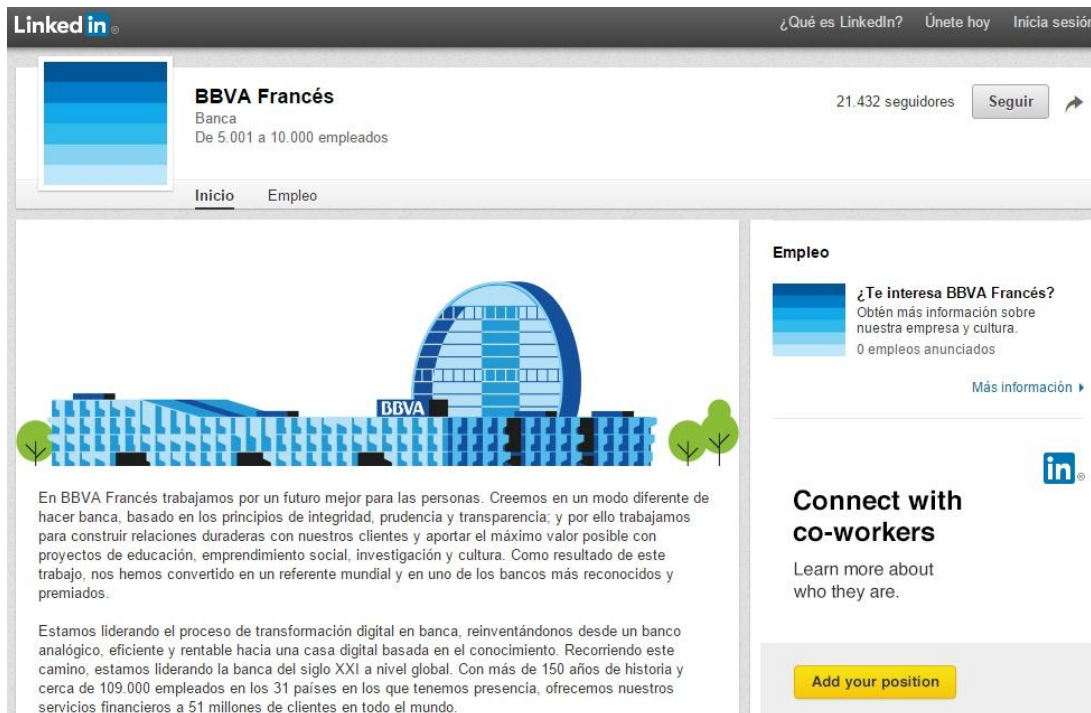 Linked in
¿Qué es LinkedIn? Únete hoy Inicia sesión
BBVA Francés
Banca
De 5.001 a 10.000 empleados
21.432 seguidores
Seguir
Inicio Empleo
BBVA
En BBVA Francés trabajamos por un futuro mejor para las personas. Creemos en un modo diferente de
hacer banca, basado en los principios de integridad, prudencia y transparencia; y por ello trabajamos
para construir relaciones duraderas con nuestros clientes y aportar el máximo valor posible con
proyectos de educación, emprendimiento social, investigación y cultura. Como resultado de este
trabajo, nos hemos convertido en un referente mundial y en uno de los bancos más reconocidos y
premiados.
Estamos liderando el proceso de transformación digital en banca, reinventándonos desde un banco
analógico, eficiente y rentable hacia una casa digital basada en el conocimiento. Recorriendo este
camino, estamos liderando la banca del siglo XXI a nivel global. Con más de 150 años de historia y
cerca de 109.000 empleados en los 31 países en los que tenemos presencia, ofrecemos nuestros
servicios financieros a 51 millones de clientes en todo el mundo.
Empleo
¿Te interesa BBVA Francés?
Obtén más información sobre
nuestra empresa y cultura.
0 empleos anunciados
Más información
in
Connect with
co-workers
Learn more about
who they are.
Add your position